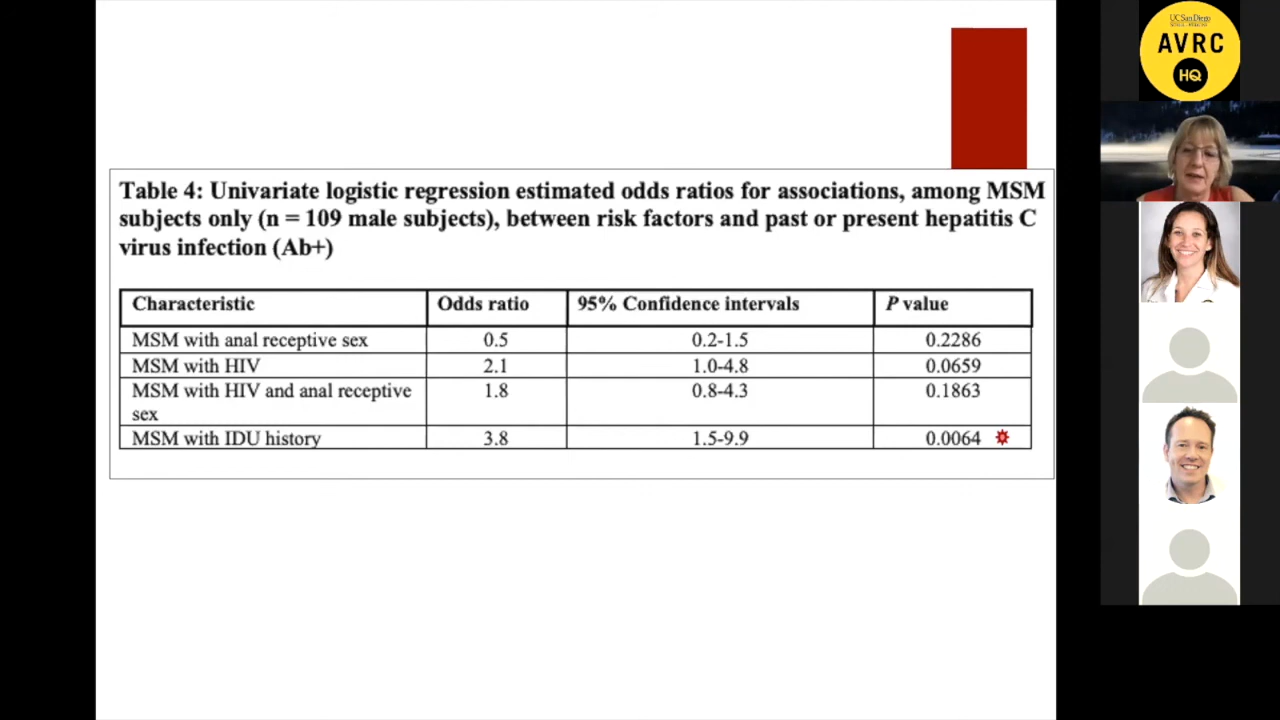 Table 4: Univariate logistic regression estimated odds ratios for associations, among MSM
subjects only (n = 109 male subjects), between risk factors and past or present hepatitis C
virus infection (Ab+)
Characteristic Odds ratio 95% Confidence intervals P value
MSM with anal receptive sex 0.5 0.2-1.5 0.2286
MSM with HIV 2.1 1.0-4.8 0.0659
MSM with HIV and anal receptive 1.8 0.8-4.3 0.1863
sex
MSM with IDU history 3.8 1.5-9.9 0.0064
UC San Diego
AVRC
HQ